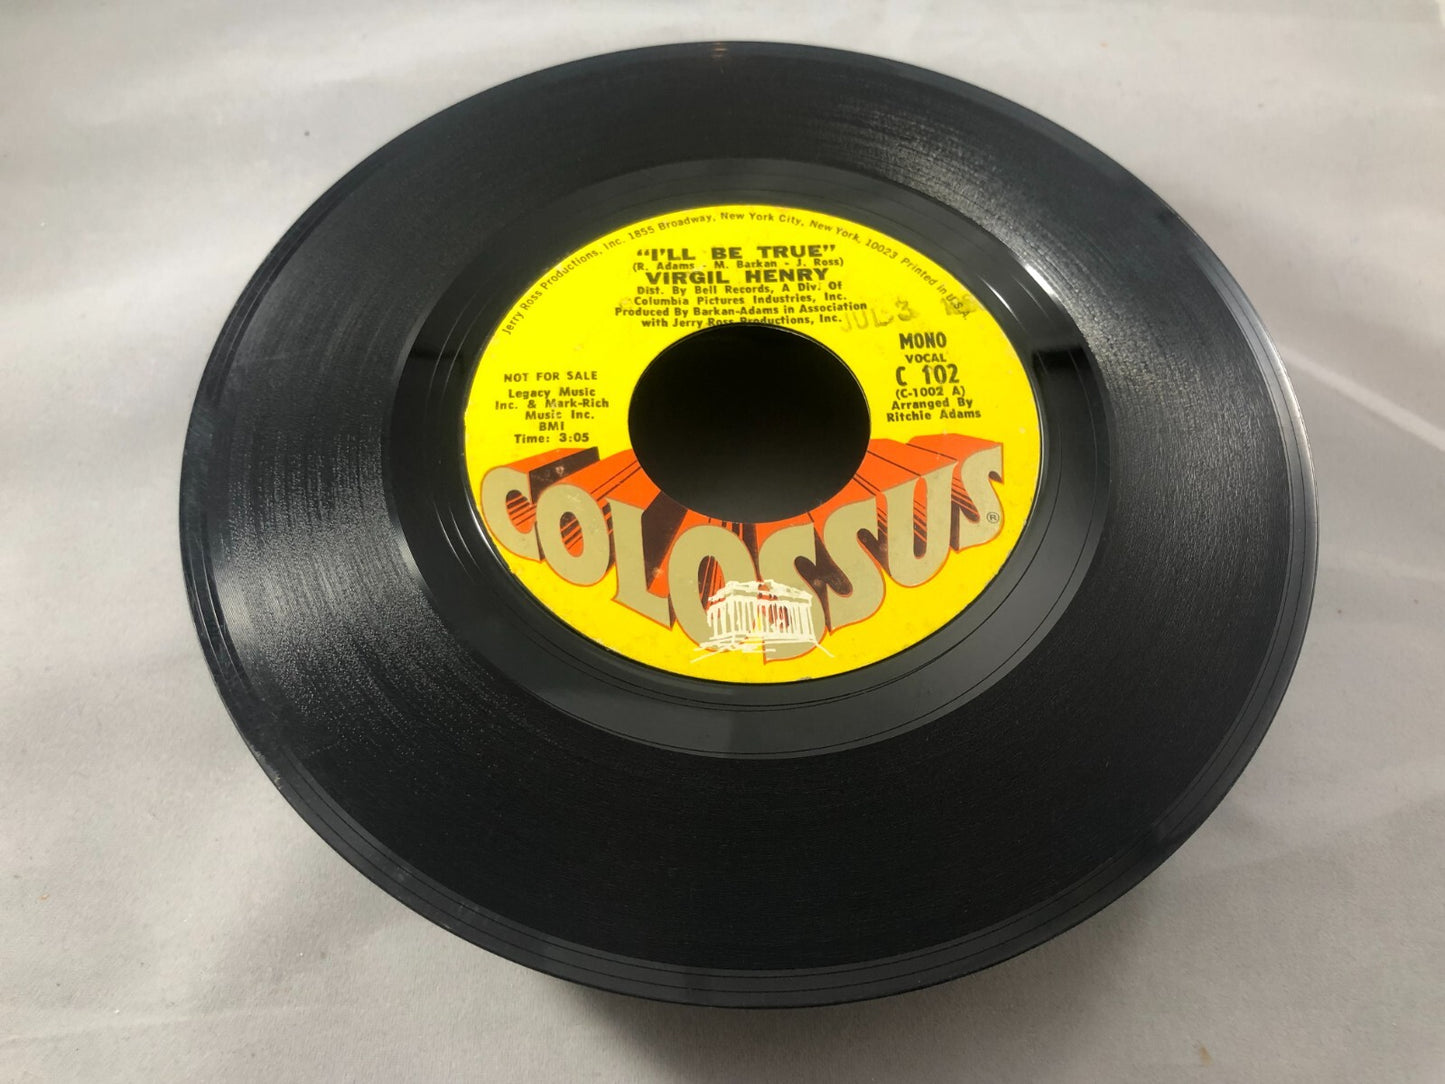 Jerry Ross Productions, Inc. 1855 Broadway, New York City, New York, 10023 Printed in U.S.A.
"I'LL BE TRUE"
(R. Adams - M. Barkan - J. Ross)
VIRGIL HENRY
Dist. By Bell Records, A Div. Of
Columbia Pictures Industries, Inc.
Produced By Barkan-Adams in Association
with Jerry Ross Productions, Inc.
JUL 3
NOT FOR SALE
Legacy Music
Inc. & Mark-Rich
Music Inc.
BMI
Time: 3:05
MONO
VOCAL
C 102
(C-1002 A)
Arranged By
Ritchie Adams
COLOSSUS ®